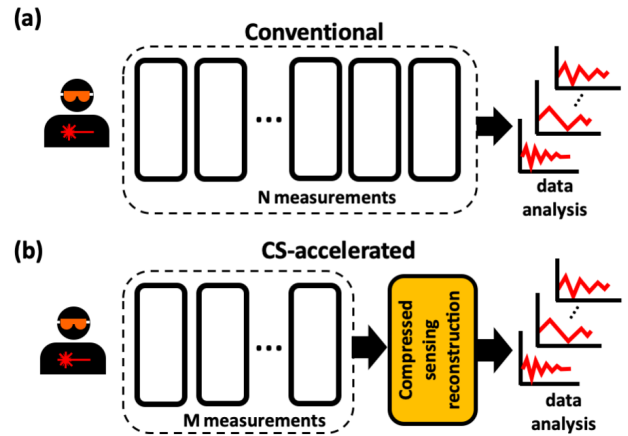 (a)
Conventional
...
N measurements
data
analysis
(b)
CS-accelerated
...
M measurements
Compressed
sensing
reconstruction
data
analysis